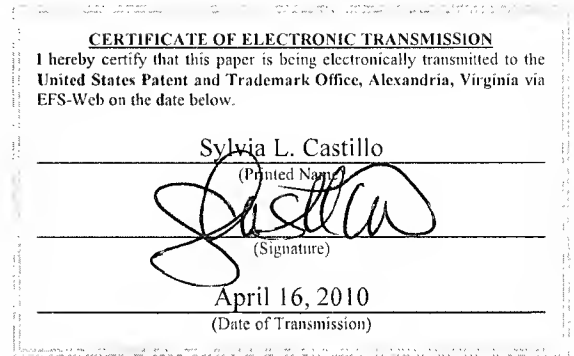 CERTIFICATE OF ELECTRONIC TRANSMISSION
I hereby certify that this paper is being electronically transmitted to the
United States Patent and Trademark Office, Alexandria, Virginia via
EFS-Web on the date below.
Sylvia L. Castillo
(Printed Name)
(Signature)
April 16, 2010
(Date of Transmission)